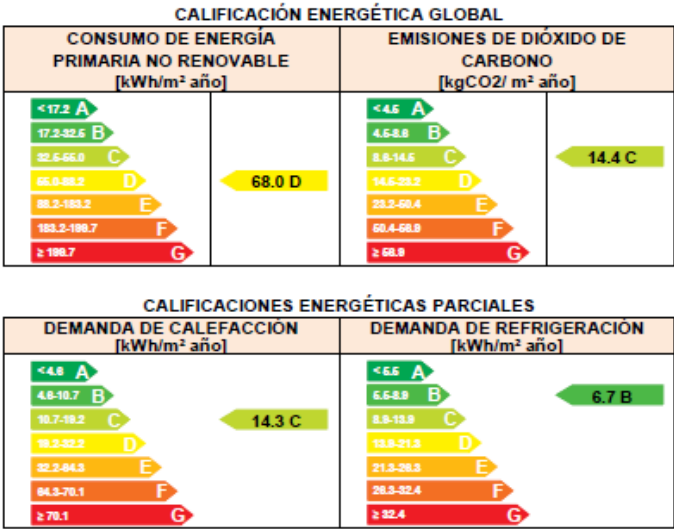 CALIFICACIÓN ENERGÉTICA GLOBAL
CONSUMO DE ENERGÍA
PRIMARIA NO RENOVABLE
[kWh/m² año]
<17.2 A
17.2-32.5 B
32.5-55.0 C
55.0-88.2 D
88.2-183.2 E
183.2-199.7 F
≥ 199.7 G
68.0 D
EMISIONES DE DIÓXIDO DE
CARBONO
[kgCO2/ m² año]
<4.5 A
4.5-8.8 B
8.8-14.5 C
14.5-23.2 D
23.2-50.4 E
50.4-58.9 F
≥ 58.9 G
14.4 C
CALIFICACIONES ENERGÉTICAS PARCIALES
DEMANDA DE CALEFACCIÓN
[kWh/m² año]
<4.6 A
4.6-10.7 B
10.7-19.2 C
19.2-32.2 D
32.2-64.3 E
64.3-70.1 F
≥ 70.1 G
14.3 C
DEMANDA DE REFRIGERACIÓN
[kWh/m² año]
<5.5 A
5.5-8.9 B
8.9-13.9 C
13.9-21.3 D
21.3-26.3 E
26.3-32.4 F
≥ 32.4 G
6.7 B